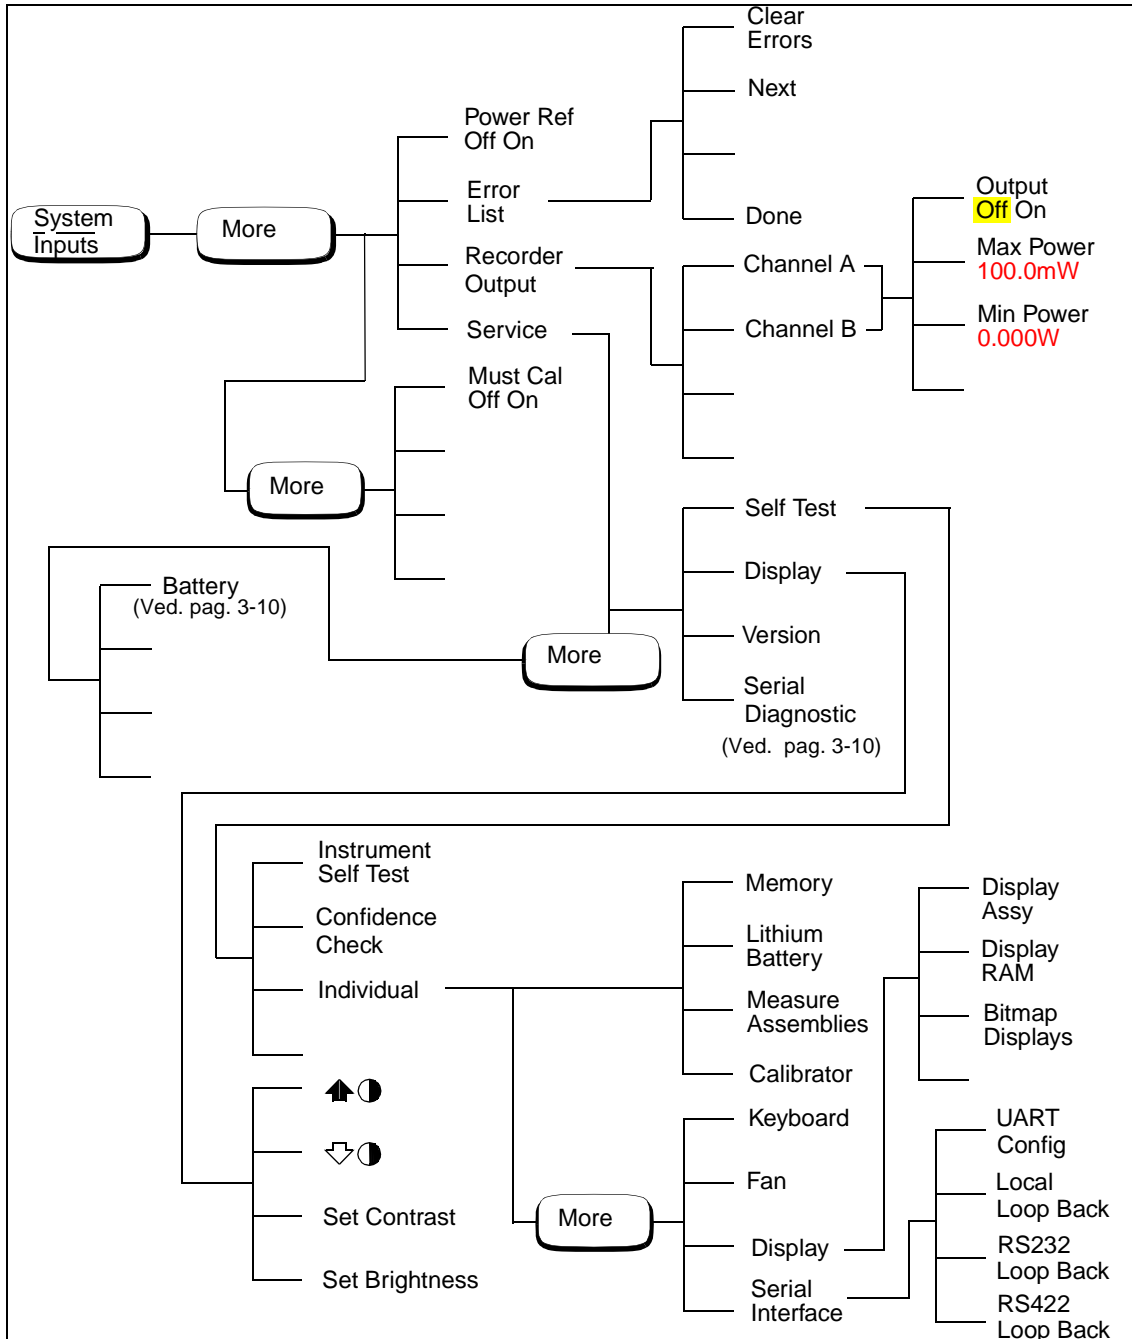 Clear
Errors
Next
Done
Power Ref
Off On
Error
List
Recorder
Output
Service
System
Inputs
More
Channel A
Channel B
Output
Off On
Max Power
100.0mW
Min Power
0.000W
Must Cal
Off On
More
Self Test
Display
Version
Serial
Diagnostic
(Ved. pag. 3-10)
More
Battery
(Ved. pag. 3-10)
Instrument
Self Test
Confidence
Check
Individual
Set Contrast
Set Brightness
Memory
Lithium
Battery
Measure
Assemblies
Calibrator
More
Keyboard
Fan
Display
Serial
Interface
Display
Assy
Display
RAM
Bitmap
Displays
UART
Config
Local
Loop Back
RS232
Loop Back
RS422
Loop Back